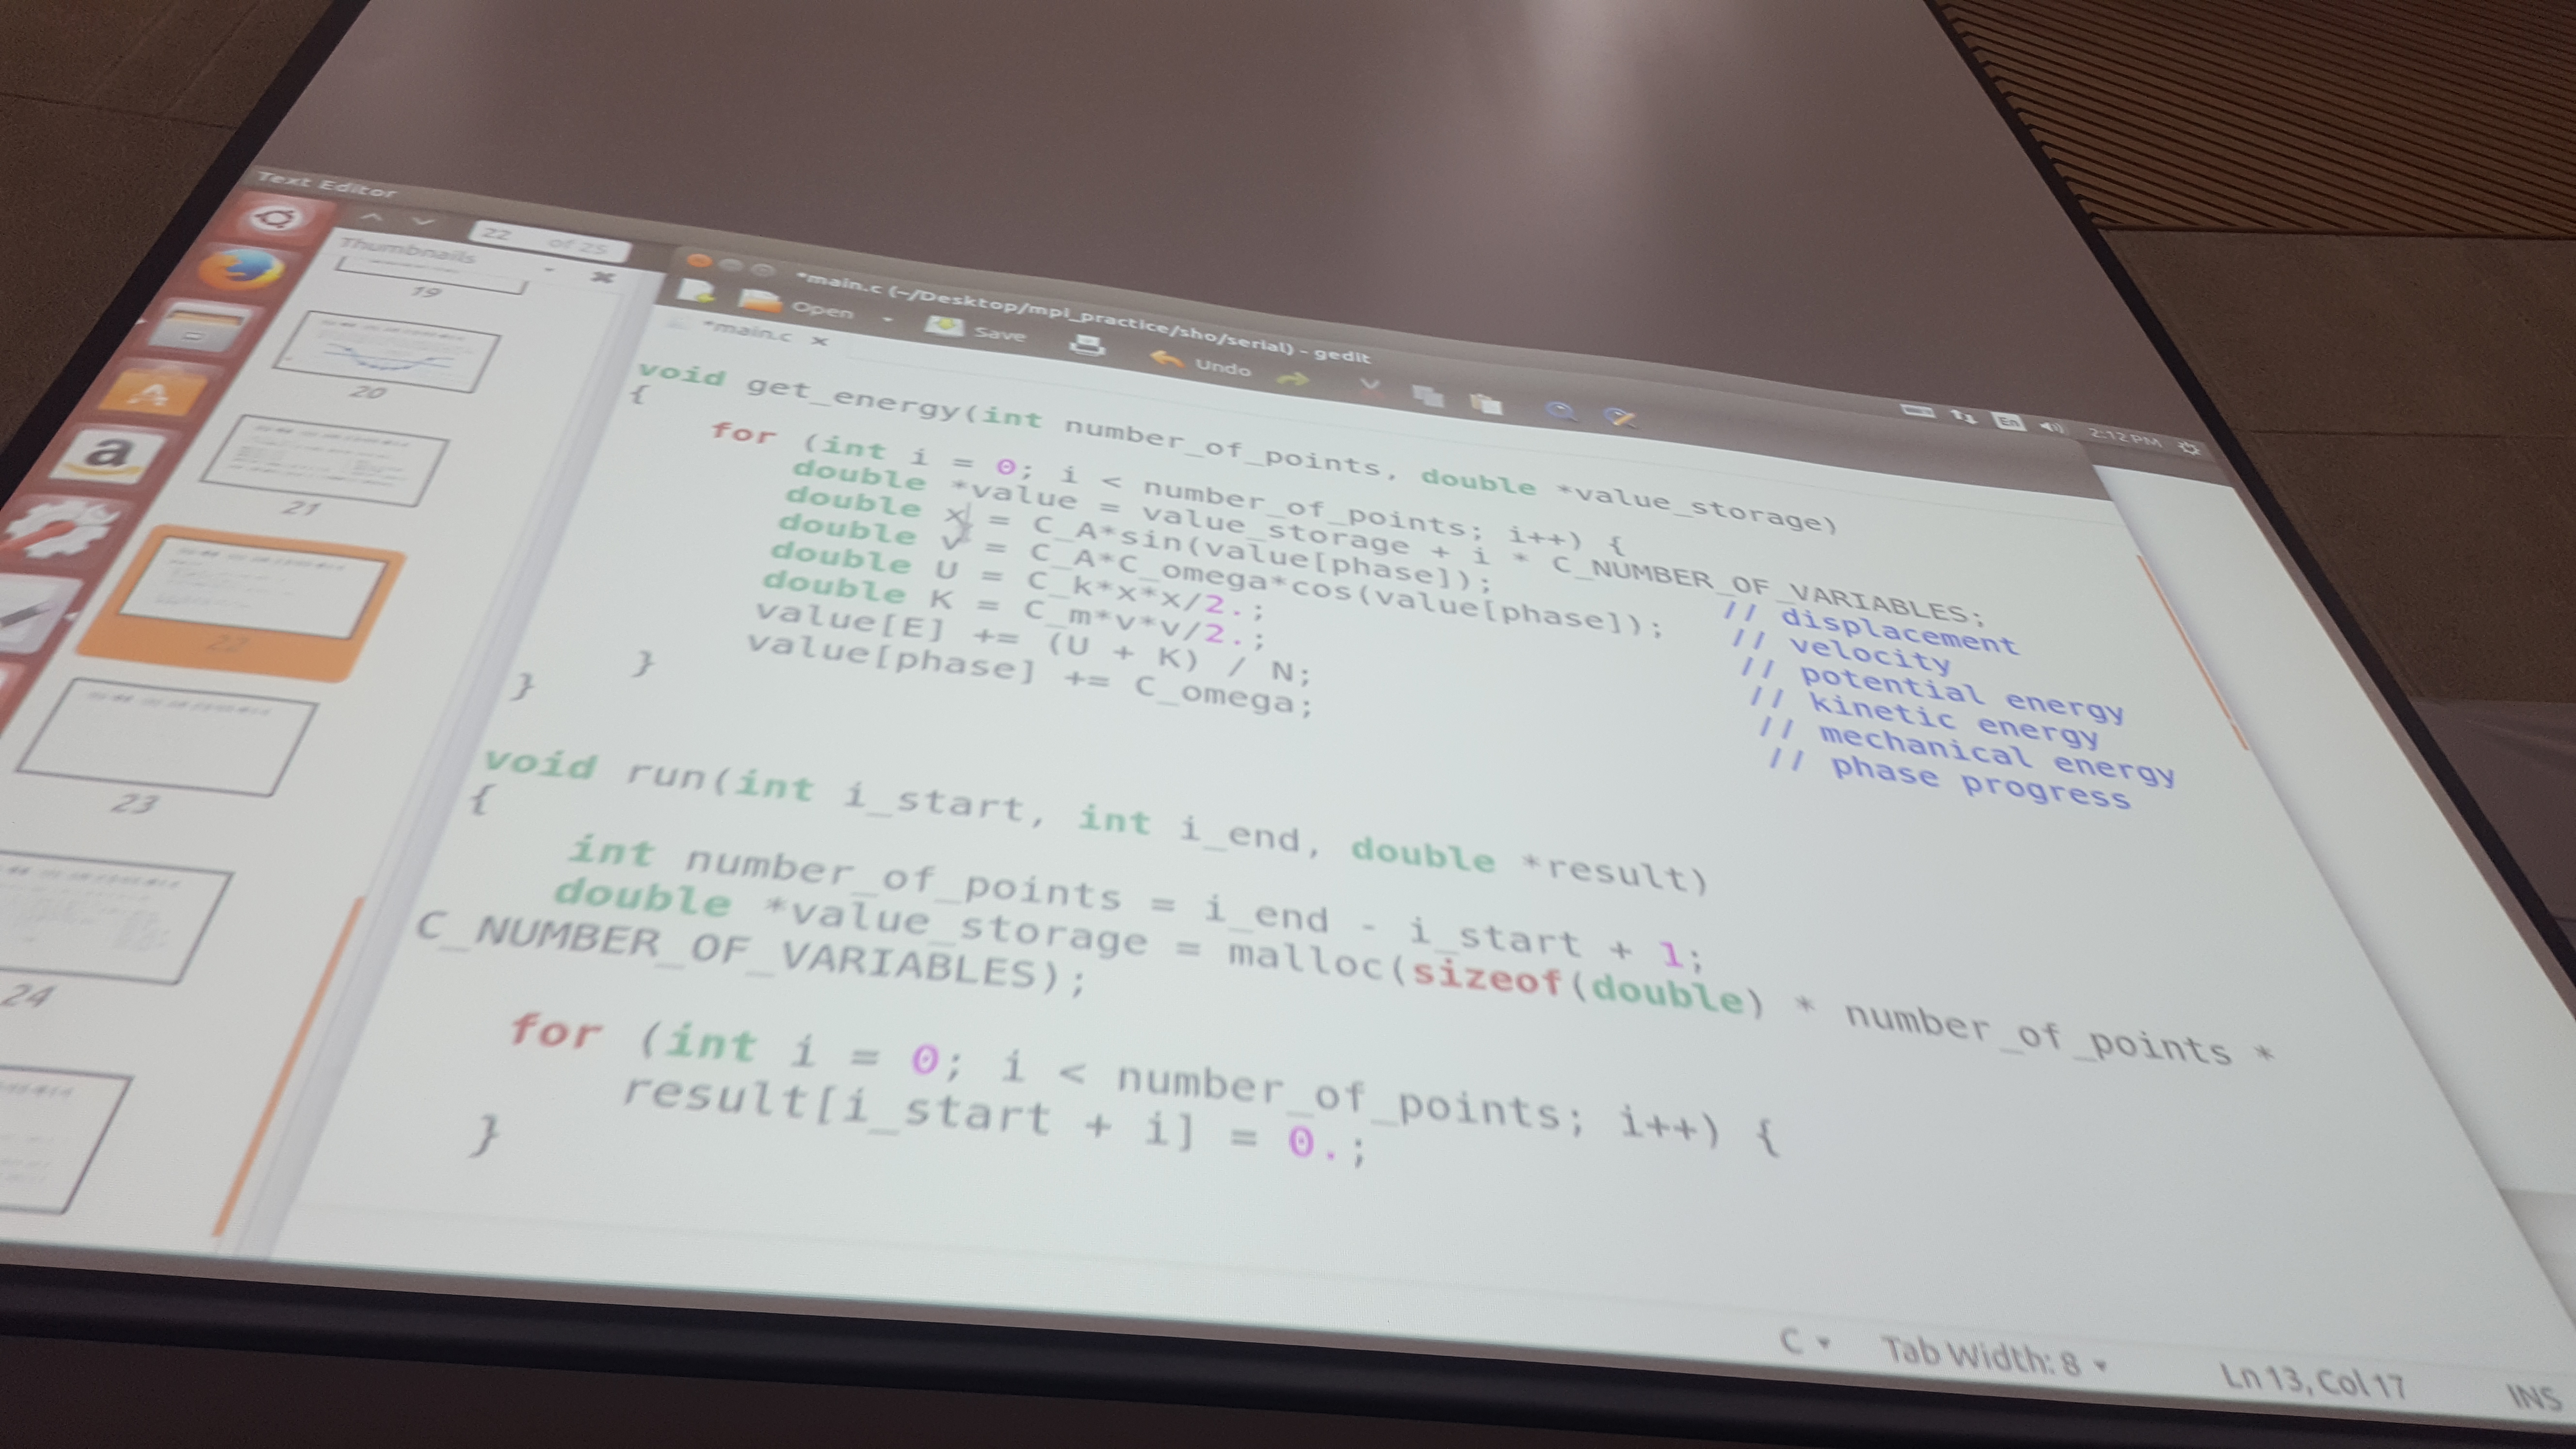 Text Editor
2:12 PM
En
22 of 25
Thumbnails
19
20
21
22
23
24
*main.c (~/Desktop/mpi_practice/sho/serial) - gedit
Open Save Undo
*main.c
void get_energy(int number_of_points, double *value_storage)
{
for (int i = 0; i < number_of_points; i++) {
double *value = value_storage + i * C_NUMBER_OF_VARIABLES;
double x = C_A*sin(value[phase]); // displacement
double v = C_A*C_omega*cos(value[phase]); // velocity
double U = C_k*x*x/2.; // potential energy
double K = C_m*v*v/2.; // kinetic energy
value[E] += (U + K) / N; // mechanical energy
value[phase] += C_omega; // phase progress
}
}
void run(int i_start, int i_end, double *result)
{
int number_of_points = i_end - i_start + 1;
double *value_storage = malloc(sizeof(double) * number_of_points *
C_NUMBER_OF_VARIABLES);
for (int i = 0; i < number_of_points; i++) {
result[i_start + i] = 0.;
}
C Tab Width: 8 Ln 13, Col 17 INS